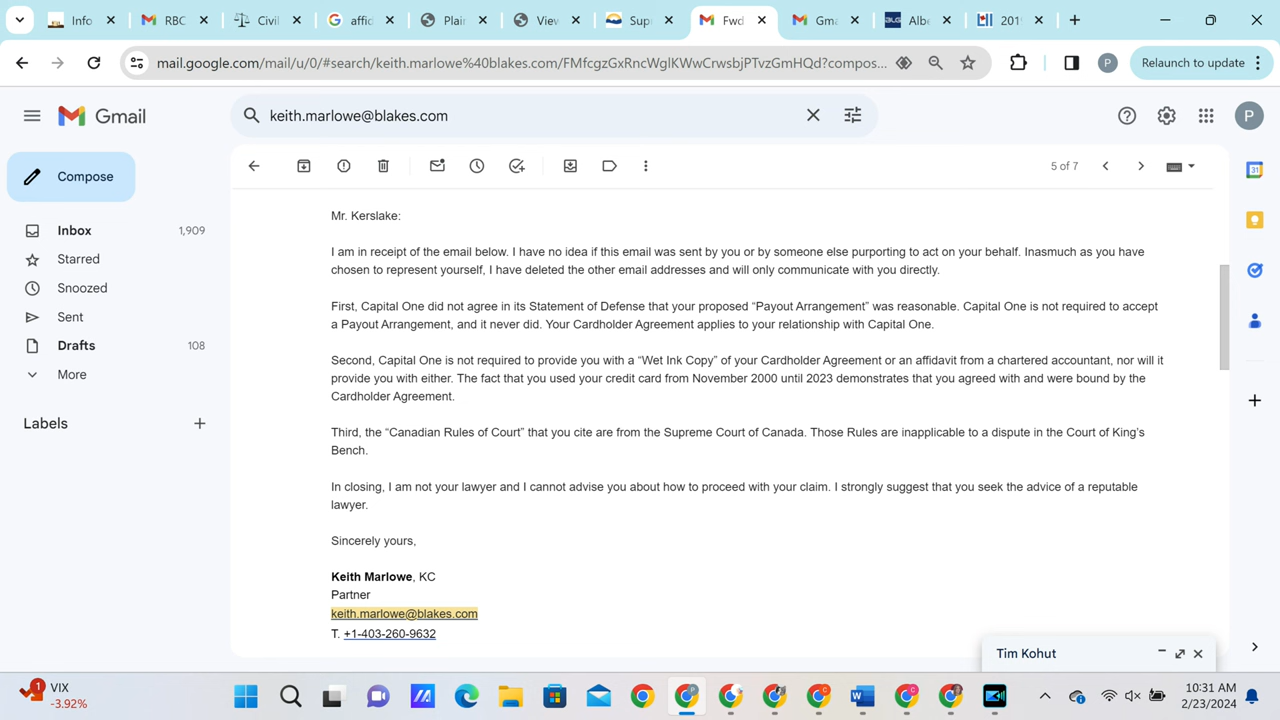 Info
RBC
Civil
affid
Plain
View
Supr
Fwd
Gma
Albe
201
Relaunch to update
mail.google.com/mail/u/0/#search/keith.marlowe%40blakes.com/FMfcgzGxRncWglKWwCrwsbjPTvzGmHQd?compos...
P
Gmail
keith.marlowe@blakes.com
P
Compose
5 of 7
Inbox 1,909
Starred
Snoozed
Sent
Drafts 108
More
Labels
Mr. Kerslake:
I am in receipt of the email below. I have no idea if this email was sent by you or by someone else purporting to act on your behalf. Inasmuch as you have
chosen to represent yourself, I have deleted the other email addresses and will only communicate with you directly.
First, Capital One did not agree in its Statement of Defense that your proposed “Payout Arrangement” was reasonable. Capital One is not required to accept
a Payout Arrangement, and it never did. Your Cardholder Agreement applies to your relationship with Capital One.
Second, Capital One is not required to provide you with a “Wet Ink Copy” of your Cardholder Agreement or an affidavit from a chartered accountant, nor will it
provide you with either. The fact that you used your credit card from November 2000 until 2023 demonstrates that you agreed with and were bound by the
Cardholder Agreement.
Third, the “Canadian Rules of Court” that you cite are from the Supreme Court of Canada. Those Rules are inapplicable to a dispute in the Court of King’s
Bench.
In closing, I am not your lawyer and I cannot advise you about how to proceed with your claim. I strongly suggest that you seek the advice of a reputable
lawyer.
Sincerely yours,
Keith Marlowe, KC
Partner
keith.marlowe@blakes.com
T. +1-403-260-9632
Tim Kohut
1
VIX
-3.92%
10:31 AM
2/23/2024